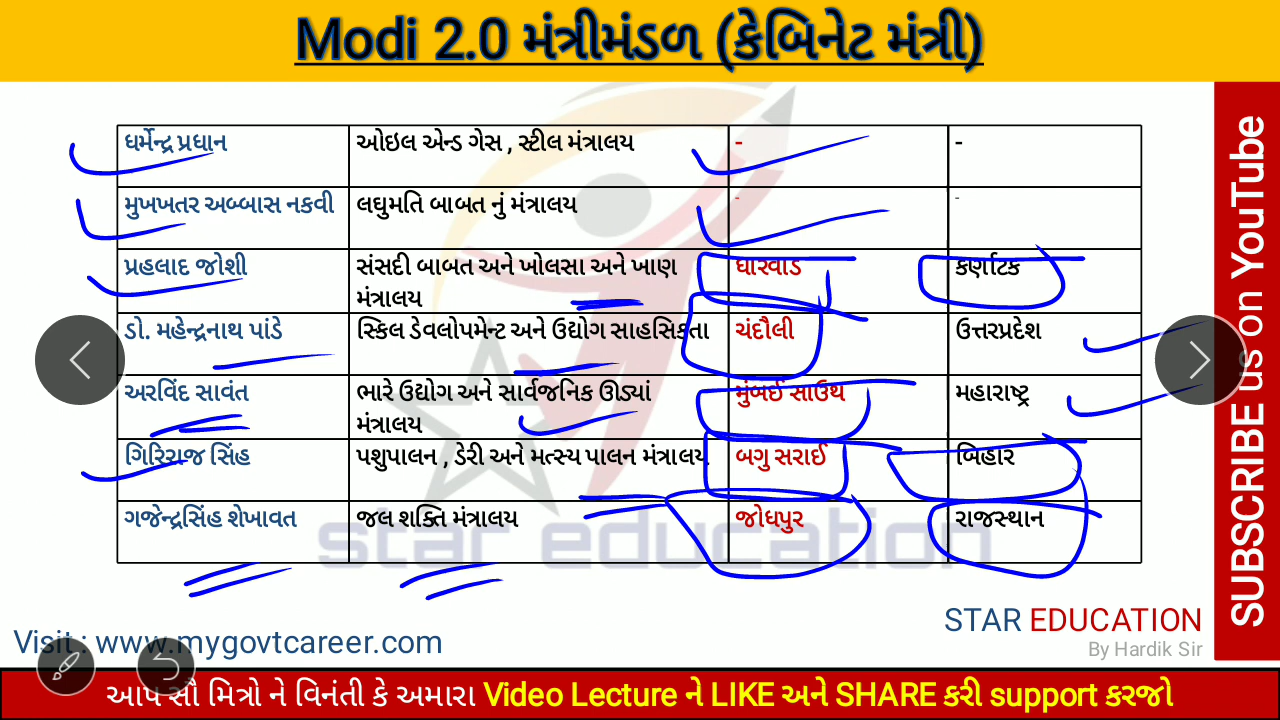 Modi 2.0 મંત્રીમંડળ (કેબિનેટ મંત્રી)
ધર્મેન્દ્ર પ્રધાન ઓઇલ એન્ડ ગેસ , સ્ટીલ મંત્રાલય - -
મુખખતર અબ્બાસ નકવી લઘુમતિ બાબત નું મંત્રાલય - -
પ્રહલાદ જોશી સંસદી બાબત અને ખોલસા અને ખાણ ધારવાડ કર્ણાટક
મંત્રાલય
ડો. મહેન્દ્રનાથ પાંડે સ્કિલ ડેવલોપમેન્ટ અને ઉદ્યોગ સાહસિકતા ચંદૌલી ઉત્તરપ્રદેશ
અરવિંદ સાવંત ભારે ઉદ્યોગ અને સાર્વજનિક ઊડ્યાં મુંબઈ સાઉથ મહારાષ્ટ્ર
મંત્રાલય
ગિરિરાજ સિંહ પશુપાલન , ડેરી અને મત્સ્ય પાલન મંત્રાલય બગુ સરાઈ બિહાર
ગજેન્દ્રસિંહ શેખાવત જલ શક્તિ મંત્રાલય જોધપુર રાજસ્થાન
star education
STAR EDUCATION
By Hardik Sir
Visit : www.mygovtcareer.com
આપ સૌ મિત્રો ને વિનંતી કે અમારા Video Lecture ને LIKE અને SHARE કરી support કરજો
SUBSCRIBE us on YouTube